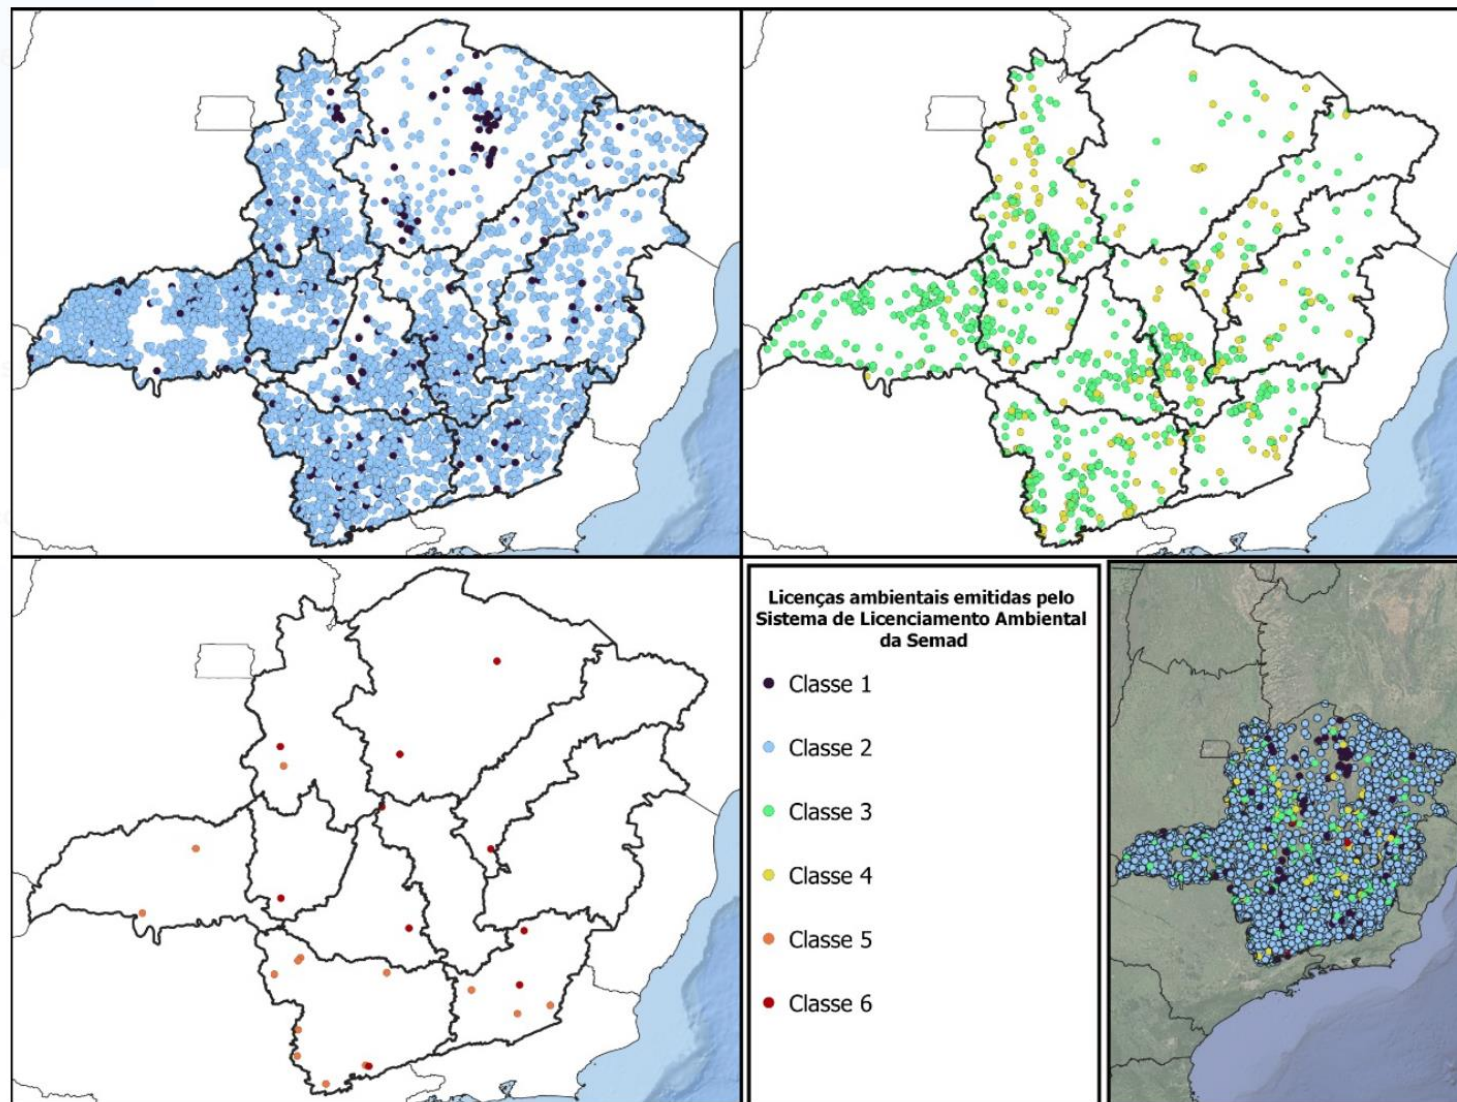 Licenças ambientais emitidas pelo
Sistema de Licenciamento Ambiental
da Semad
Classe 1
Classe 2
Classe 3
Classe 4
Classe 5
Classe 6